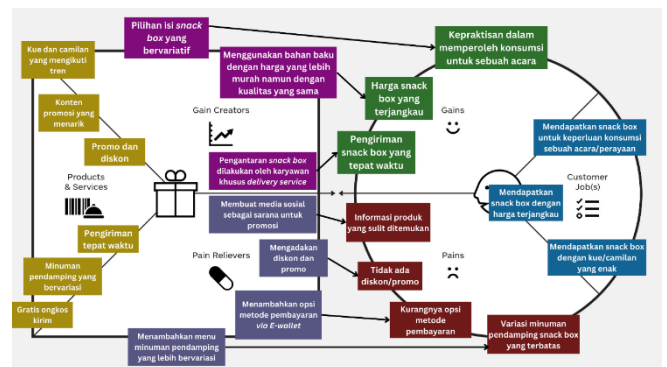 Pilihan isi snack
box yang
bervariatif
Kepraktisan dalam
memperoleh konsumsi
untuk sebuah acara
Kue dan camilan
yang mengikuti
tren
Menggunakan bahan baku
dengan harga yang lebih
murah namun dengan
kualitas yang sama
Konten
promosi yang
menarik
Gain Creators
Harga snack
box yang
terjangkau
Gains
Mendapatkan snack box
untuk keperluan konsumsi
sebuah acara/perayaan
Promo dan
diskon
Pengiriman
snack box yang
tepat waktu
Pengantaran snack box
dilakukan oleh karyawan
khusus delivery service
Products
& Services
Customer
Job(s)
Mendapatkan
snack box dengan
harga terjangkau
Membuat media sosial
sebagai sarana untuk
promosi
Informasi produk
yang sulit ditemukan
Pengiriman
tepat waktu
Mengadakan
diskon dan
promo
Mendapatkan snack box
dengan kue/camilan
yang enak
Pain Relievers
Pains
Tidak ada
diskon/promo
Minuman
pendamping yang
bervariasi
Menambahkan opsi
metode pembayaran
via E-wallet
Kurangnya opsi
metode
pembayaran
Gratis ongkos
kirim
Variasi minuman
pendamping snack box
yang terbatas
Menambahkan menu
minuman pendamping
yang lebih bervariasi